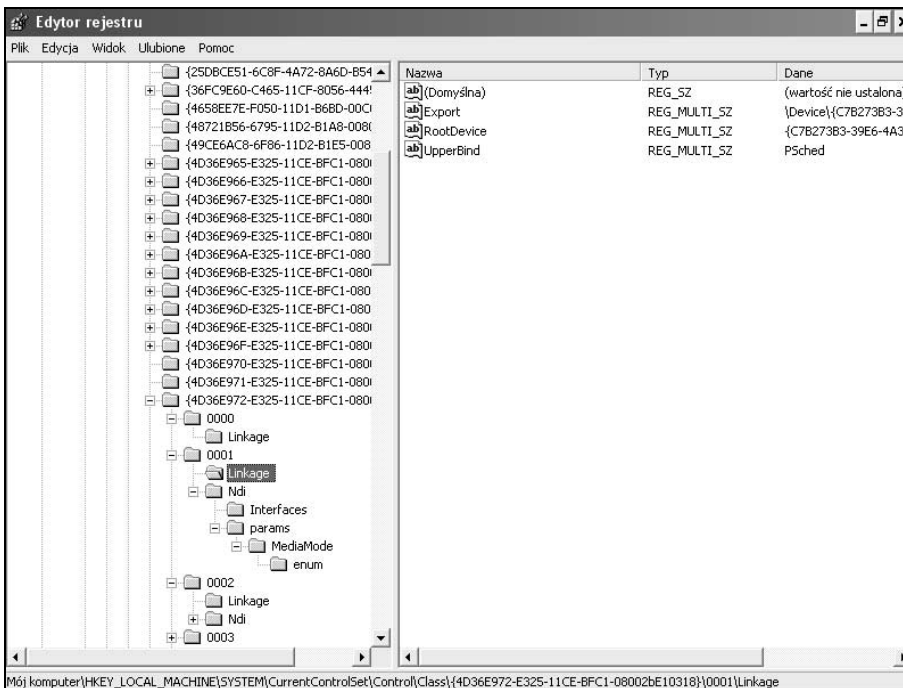 Edytor rejestru
Plik Edycja Widok Ulubione Pomoc
{25DBCE51-6C8F-4A72-8A6D-B54
{36FC9E60-C465-11CF-8056-444!
{4658EE7E-F050-11D1-B6BD-00C(
{48721B56-6795-11D2-B1A8-008(
{49CE6AC8-6F86-11D2-B1E5-008
{4D36E965-E325-11CE-BFC1-080(
{4D36E966-E325-11CE-BFC1-080(
{4D36E967-E325-11CE-BFC1-080(
{4D36E968-E325-11CE-BFC1-080(
{4D36E969-E325-11CE-BFC1-080(
{4D36E96A-E325-11CE-BFC1-080
{4D36E96B-E325-11CE-BFC1-080(
{4D36E96C-E325-11CE-BFC1-080
{4D36E96D-E325-11CE-BFC1-080
{4D36E96E-E325-11CE-BFC1-080(
{4D36E96F-E325-11CE-BFC1-080(
{4D36E970-E325-11CE-BFC1-080(
{4D36E971-E325-11CE-BFC1-080(
{4D36E972-E325-11CE-BFC1-080(
0000
Linkage
0001
Linkage
Ndi
Interfaces
params
MediaMode
enum
0002
Linkage
Ndi
0003
Nazwa Typ Dane
(Domyślna) REG_SZ (wartość nie ustalona)
Export REG_MULTI_SZ \Device\{C7B273B3-3
RootDevice REG_MULTI_SZ {C7B273B3-39E6-4A3
UpperBind REG_MULTI_SZ PSched
Mój komputer\HKEY_LOCAL_MACHINE\SYSTEM\CurrentControlSet\Control\Class\{4D36E972-E325-11CE-BFC1-08002bE10318}\0001\Linkage